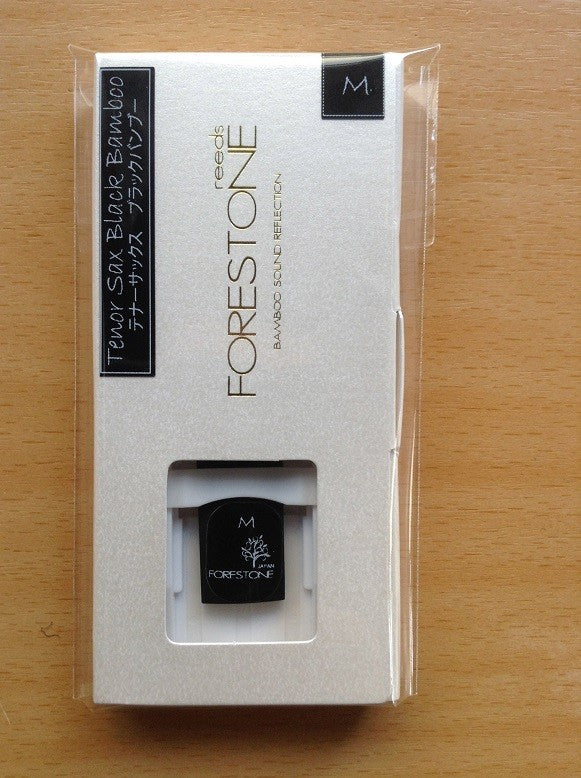 M.
Tenor Sax Black Bamboo
テナーサックス ブラックバンブー
reeds
FORESTONE
BAMBOO SOUND REFLECTION
M
JAPAN
FORESTONE